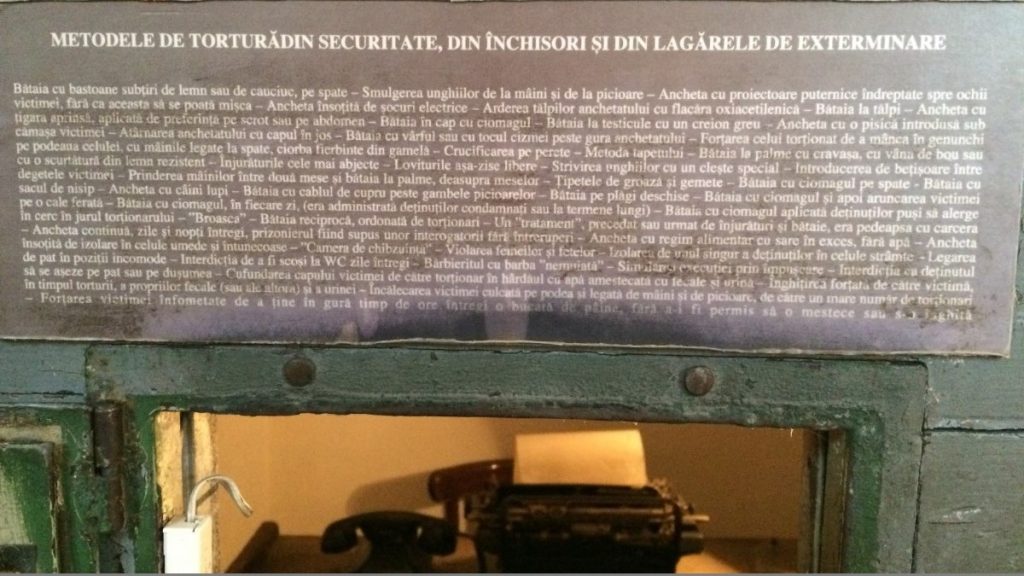 METODELE DE TORTURĂDIN SECURITATE, DIN ÎNCHISORI ȘI DIN LAGĂRELE DE EXTERMINARE
Bătaia cu bastoane subțiri de lemn sau de cauciuc, pe spate – Smulgerea unghiilor de la mâini și de la picioare – Ancheta cu proiectoare puternice îndreptate spre ochii
victimei, fără ca aceasta să se poată mișca – Ancheta însoțită de șocuri electrice – Arderea tălpilor anchetatului cu flacăra oxiacetilenică – Bătaia la tălpi – Ancheta cu
țigara aprinsă, aplicată de preferință pe scrot sau pe abdomen – Bătaia în cap cu ciomagul – Bătaia la testicule cu un creion greu – Ancheta cu o pisică introdusă sub
cămașa victimei – Atârnarea anchetatului cu capul în jos – Bătaia cu vârful sau cu tocul cizmei peste gura anchetatului – Forțarea celui torționat de a mânca în genunchi
pe podeaua celulei, cu mâinile legate la spate, ciorba fierbinte din gamelă – Crucificarea pe perete – Metoda tapetului – Bătaia la palme cu cravașa, cu vâna de bou sau
cu o scurtătură din lemn rezistent – Înjurăturile cele mai abjecte – Loviturile așa-zise libere – Strivirea unghiilor cu un clește special – Introducerea de bețișoare între
degetele victimei – Prinderea mâinilor între două mese și bătaia la palme, deasupra meselor – Țipetele de groază și gemete – Bătaia cu ciomagul pe spate - Bătaia cu
sacul de nisip – Ancheta cu câini lupi – Bătaia cu cablul de cupru peste gambele picioarelor – Bătaia pe plăgi deschise – Bătaia cu ciomagul și apoi aruncarea victimei
pe o cale ferată – Bătaia cu ciomagul, în fiecare zi, (era administrată deținuților condamnați sau la termene lungi) – Bătaia cu ciomagul aplicată deținuților puși să alerge
în cerc în jurul torționarului – "Broasca" – Bătaia reciprocă, ordonată de torționari – Un "tratament", precedat sau urmat de înjurături și bătaie, era pedeapsa cu carcera
– Ancheta continuă, zile și nopți întregi, prizonierul fiind supus unor interogatorii fără întreruperi – Ancheta cu regim alimentar cu sare în exces, fără apă – Ancheta
însoțită de izolare în celule umede și întunecoase – "Camera de chibzuință" – Violarea femeilor și fetelor – Izolarea de unul singur a deținuților în celule strâmte - Legarea
de pat în poziții incomode – Interdicția de a fi scoși la WC zile întregi – Bărbieritul cu barba "nemuiată" – Simularea execuției prin împușcare – Interdicția ca deținutul
să se așeze pe pat sau pe dușumea – Cufundarea capului victimei de către torționar în hârdăul cu apă amestecată cu fecale și urină – Înghițirea forțată de către victimă,
în timpul torturii, a propriilor fecale (sau ale altora) și a urinei – Încălecarea victimei culcată pe podea și legată de mâini și de picioare, de către un mare număr de torționari
– Forțarea victimei înfometate de a ține în gură timp de ore întregi o bucată de pâine, fără a-i fi permis să o mestece sau s-o înghită